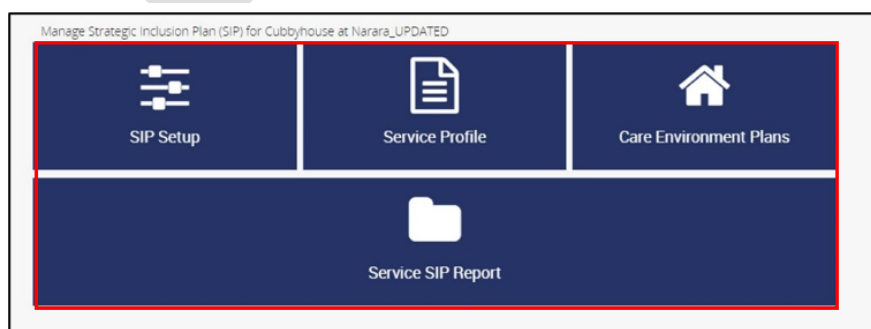 Manage Strategic Inclusion Plan (SIP) for Cubbyhouse at Narara_UPDATED
SIP Setup
Service Profile
Care Environment Plans
Service SIP Report